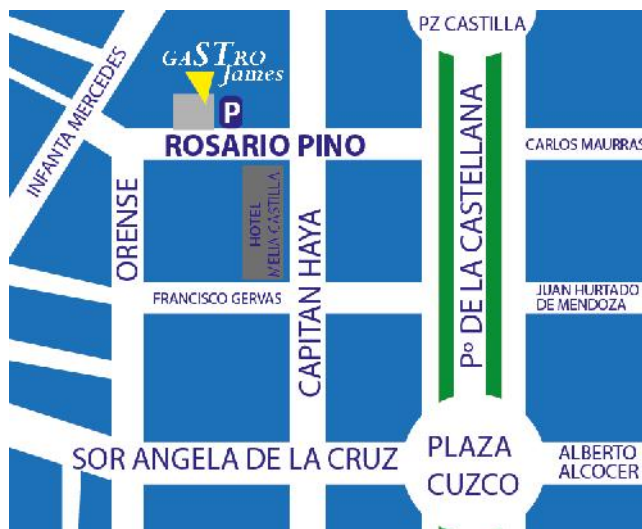 PZ CASTILLA
GASTRO
James
INFANTA MERCEDES
P
ROSARIO PINO
CARLOS MAURRAS
ORENSE
HOTEL
MELIA CASTILLA
CAPITAN HAYA
Pº DE LA CASTELLANA
FRANCISCO GERVAS
JUAN HURTADO
DE MENDOZA
SOR ANGELA DE LA CRUZ
PLAZA
CUZCO
ALBERTO
ALCOCER